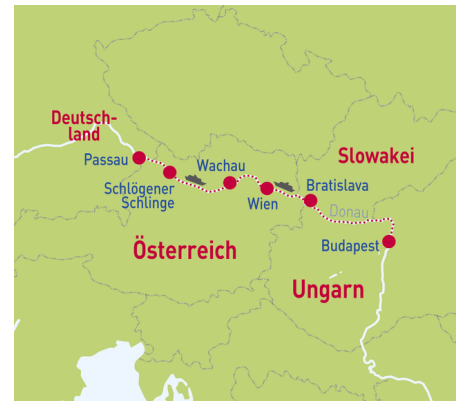 Deutsch-
land
Passau
Schlögener
Schlinge
Wachau
Wien
Slowakei
Bratislava
Donau
Budapest
Österreich
Ungarn